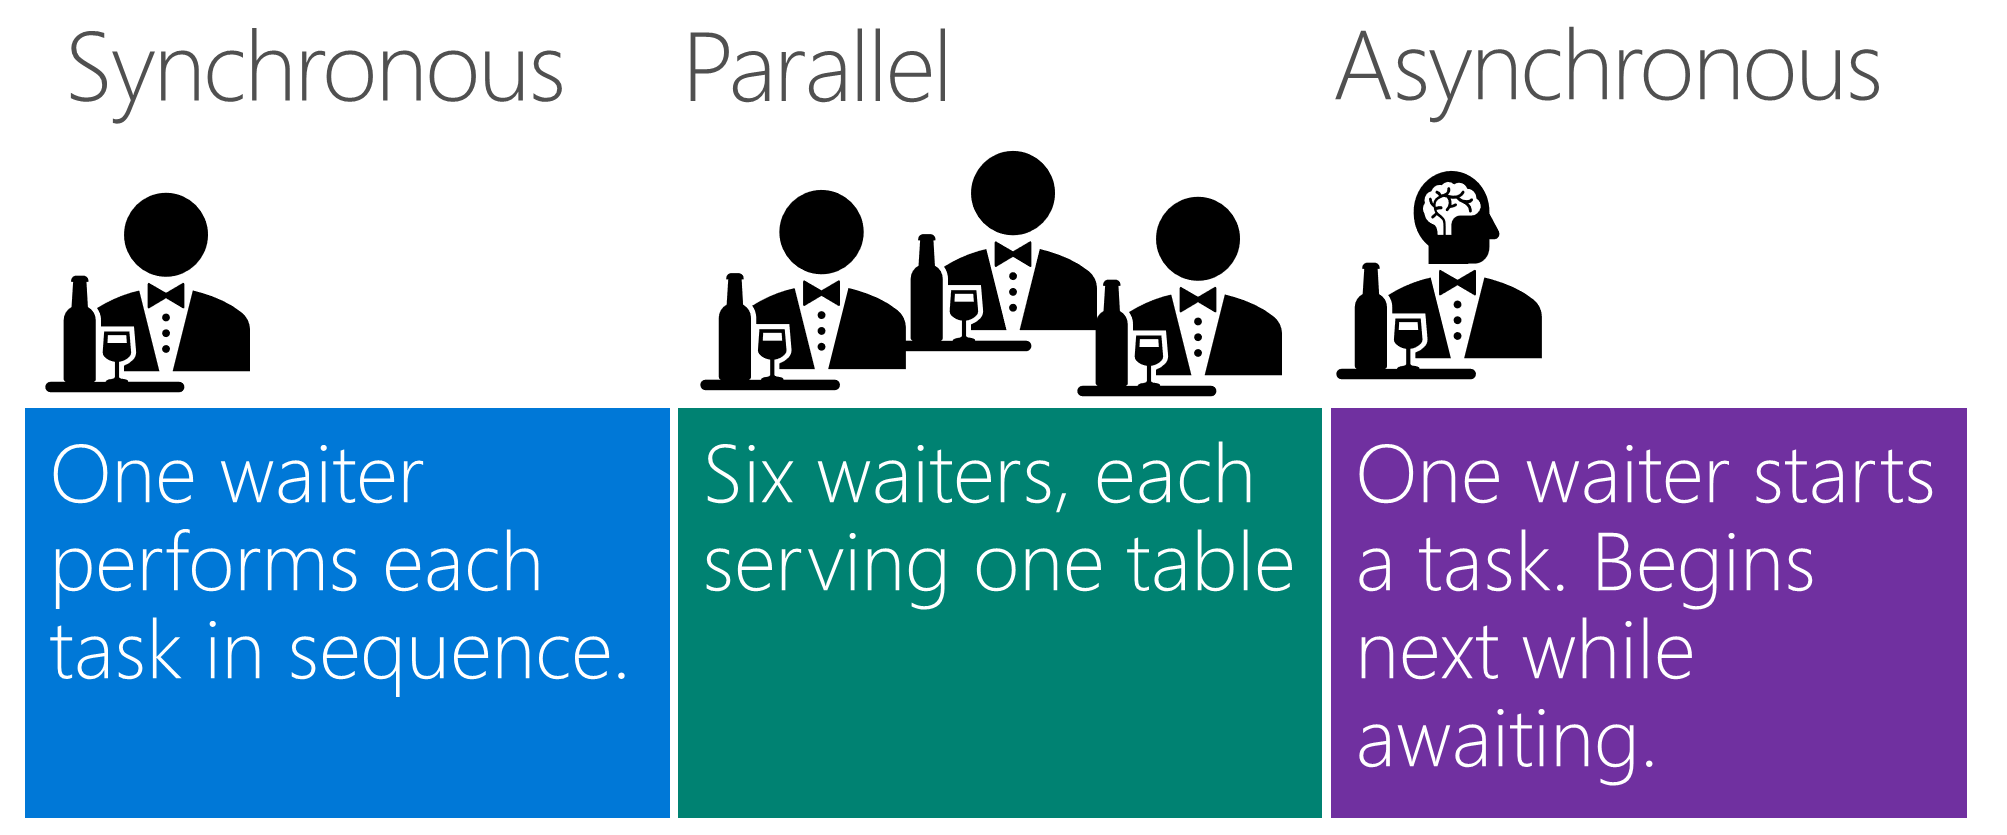 Synchronous
Parallel
Asynchronous
One waiter
performs each
task in sequence.
Six waiters, each
serving one table
One waiter starts
a task. Begins
next while
awaiting.